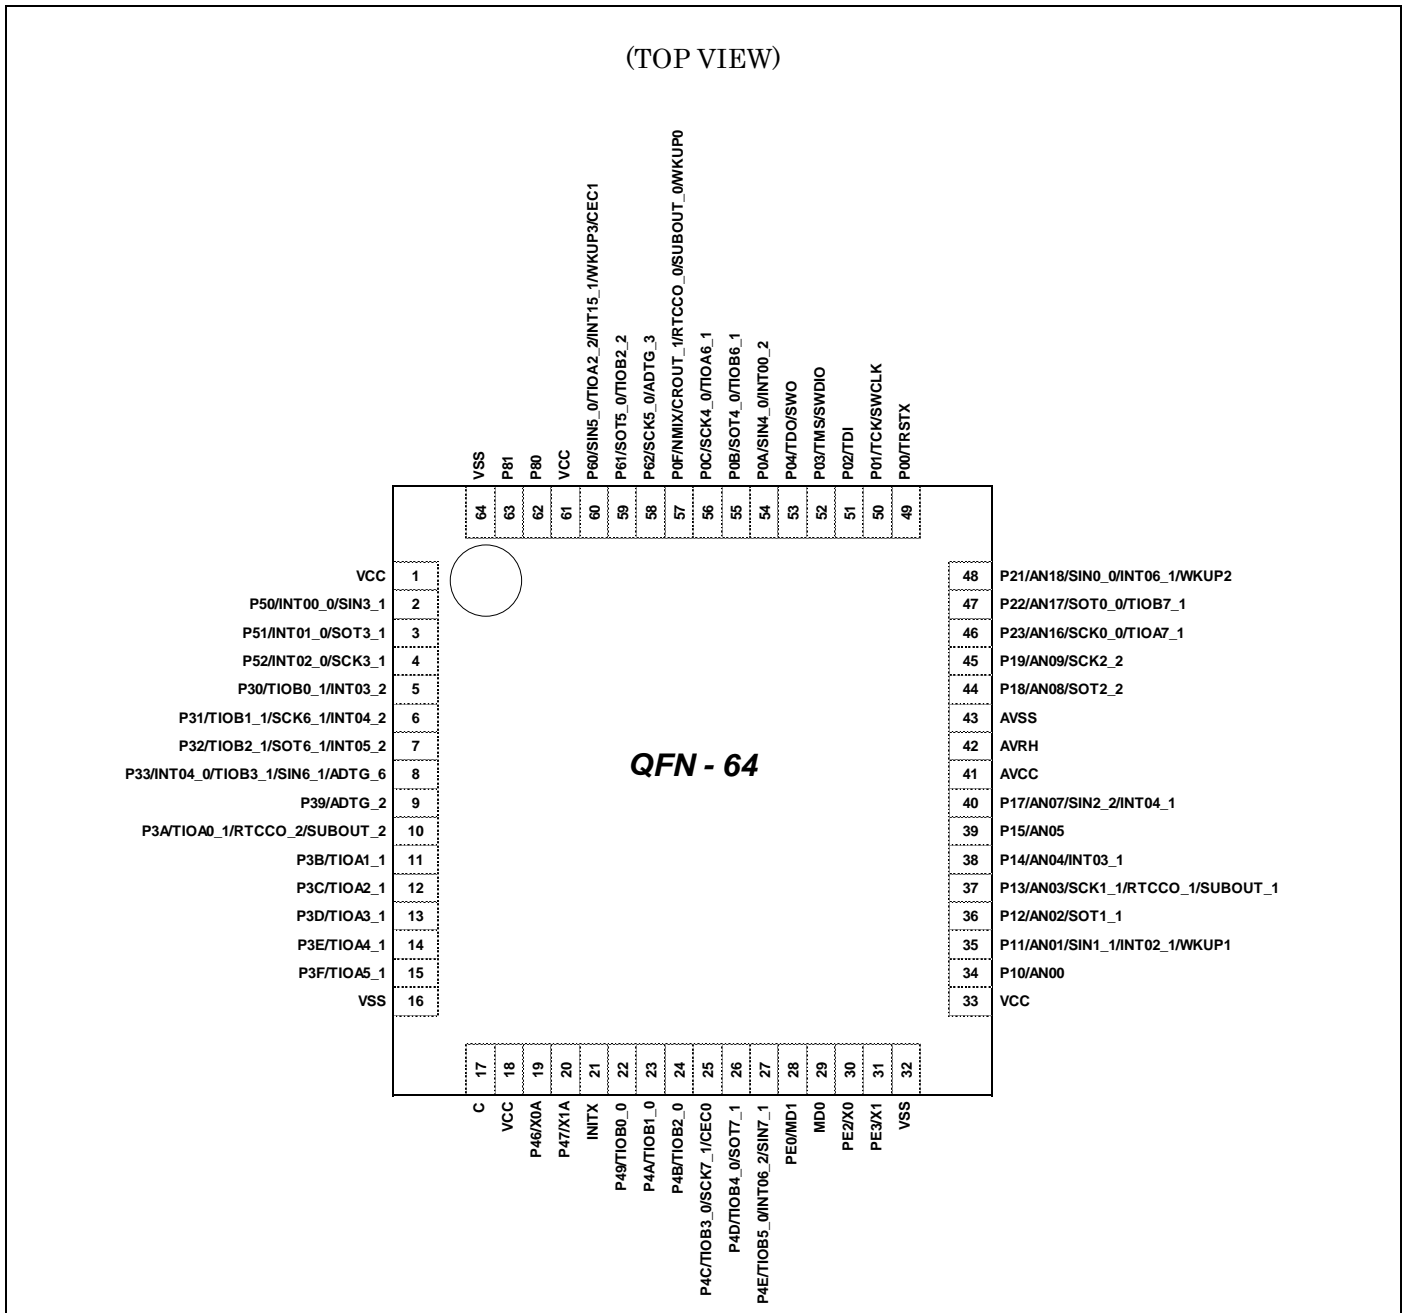 (TOP VIEW)
VSS
P81
P80
VCC
P60/SIN5_0/TIOA2_2/INT15_1/WKUP3/CEC1
P61/SOT5_0/TIOB2_2
P62/SCK5_0/ADTG_3
P0F/NMIX/CROUT_1/RTCCO_0/SUBOUT_0/WKUP0
P0C/SCK4_0/TIOA6_1
P0B/SOT4_0/TIOB6_1
P0A/SIN4_0/INT00_2
P04/TDO/SWO
P03/TMS/SWDIO
P02/TDI
P01/TCK/SWCLK
P00/TRSTX
64 63 62 61 60 59 58 57 56 55 54 53 52 51 50 49
VCC 1
P50/INT00_0/SIN3_1 2
P51/INT01_0/SOT3_1 3
P52/INT02_0/SCK3_1 4
P30/TIOB0_1/INT03_2 5
P31/TIOB1_1/SCK6_1/INT04_2 6
P32/TIOB2_1/SOT6_1/INT05_2 7
P33/INT04_0/TIOB3_1/SIN6_1/ADTG_6 8
P39/ADTG_2 9
P3A/TIOA0_1/RTCCO_2/SUBOUT_2 10
P3B/TIOA1_1 11
P3C/TIOA2_1 12
P3D/TIOA3_1 13
P3E/TIOA4_1 14
P3F/TIOA5_1 15
VSS 16
QFN - 64
48 P21/AN18/SIN0_0/INT06_1/WKUP2
47 P22/AN17/SOT0_0/TIOB7_1
46 P23/AN16/SCK0_0/TIOA7_1
45 P19/AN09/SCK2_2
44 P18/AN08/SOT2_2
43 AVSS
42 AVRH
41 AVCC
40 P17/AN07/SIN2_2/INT04_1
39 P15/AN05
38 P14/AN04/INT03_1
37 P13/AN03/SCK1_1/RTCCO_1/SUBOUT_1
36 P12/AN02/SOT1_1
35 P11/AN01/SIN1_1/INT02_1/WKUP1
34 P10/AN00
33 VCC
17 18 19 20 21 22 23 24 25 26 27 28 29 30 31 32
C
VCC
P46/X0A
P47/X1A
INITX
P49/TIOB0_0
P4A/TIOB1_0
P4B/TIOB2_0
P4C/TIOB3_0/SCK7_1/CEC0
P4D/TIOB4_0/SOT7_1
P4E/TIOB5_0/INT06_2/SIN7_1
PE0/MD1
MD0
PE2/X0
PE3/X1
VSS